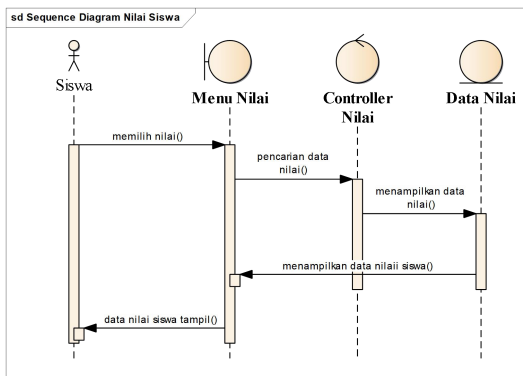 sd Sequence Diagram Nilai Siswa
Siswa
Menu Nilai
Controller
Nilai
Data Nilai
memilih nilai()
pencarian data
nilai()
menampilkan data
nilai()
menampilkan data nilaii siswa()
data nilai siswa tampil()